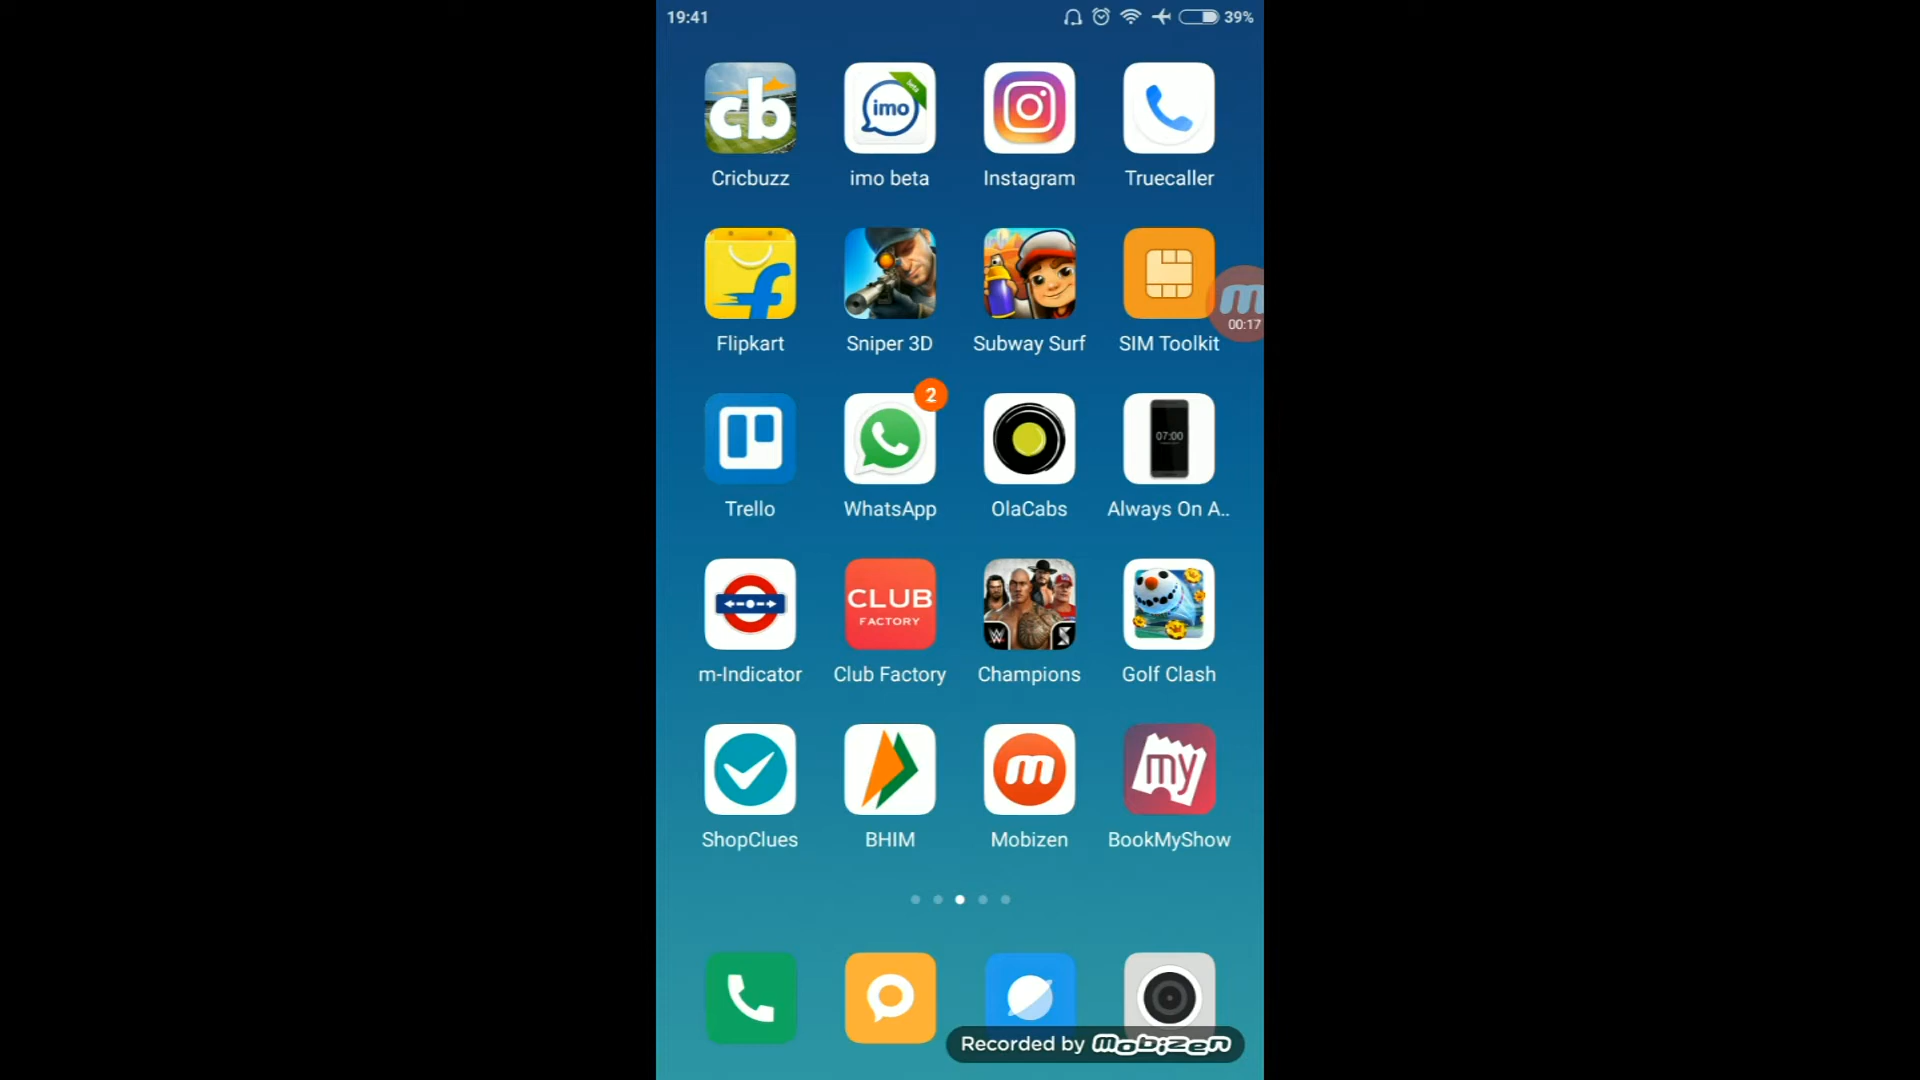 19:41 39%
cb imo beta
Cricbuzz imo beta Instagram Truecaller
f m
00:17
Flipkart Sniper 3D Subway Surf SIM Toolkit
2
07:00
Trello WhatsApp OlaCabs Always On A..
CLUB
FACTORY
W S
m-Indicator Club Factory Champions Golf Clash
m my
ShopClues BHIM Mobizen BookMyShow
Recorded by Mobizen